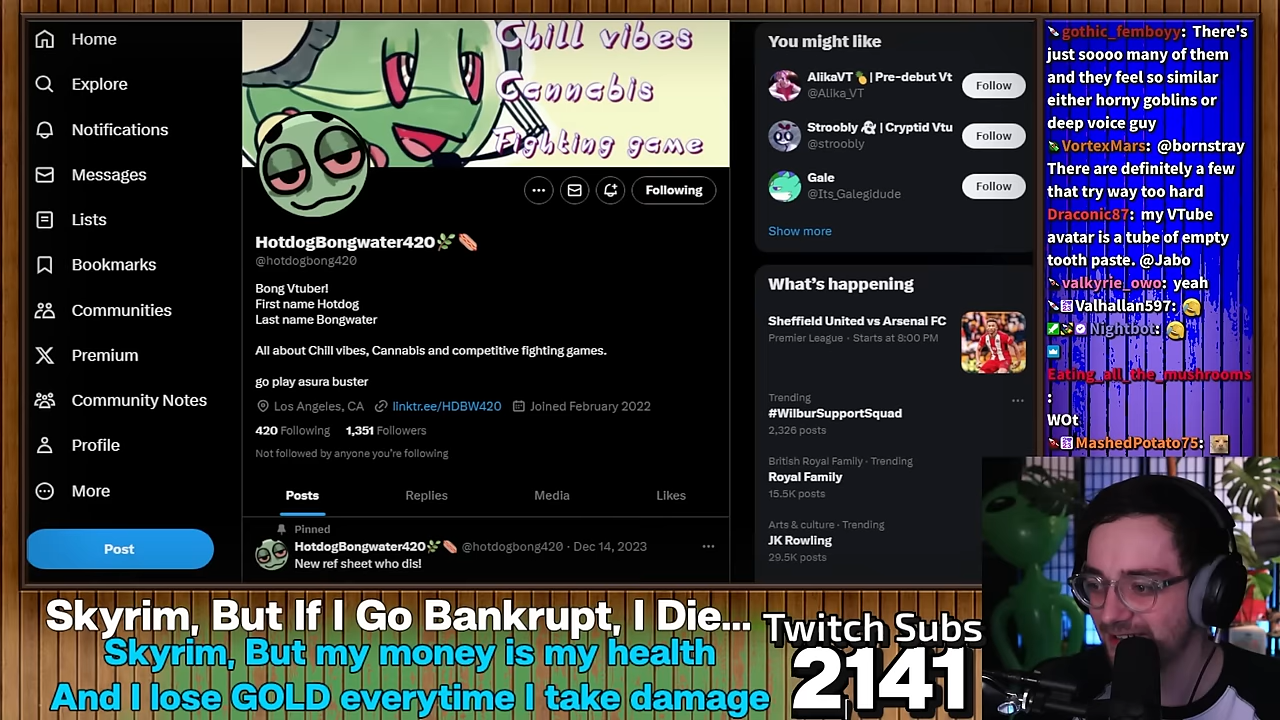 Home
Explore
Notifications
Messages
Lists
Bookmarks
Communities
Premium
Community Notes
Profile
More
Post
Chill vibes
Cannabis
Fighting game
Following
HotdogBongwater420
@hotdogbong420
Bong Vtuber!
First name Hotdog
Last name Bongwater
All about Chill vibes, Cannabis and competitive fighting games.
go play asura buster
Los Angeles, CA linktr.ee/HDBW420 Joined February 2022
420 Following 1,351 Followers
Not followed by anyone you're following
Posts Replies Media Likes
Pinned
HotdogBongwater420 @hotdogbong420 · Dec 14, 2023
New ref sheet who dis!
You might like
AlikaVT | Pre-debut Vt
@Alika_VT
Follow
Stroobly | Cryptid Vtu
@stroobly
Follow
Gale
@Its_Galegidude
Follow
Show more
What's happening
Sheffield United vs Arsenal FC
Premier League · Starts at 8:00 PM
Trending
#WilburSupportSquad
2,326 posts
British Royal Family · Trending
Royal Family
15.5K posts
Arts & culture · Trending
JK Rowling
29.5K posts
gothic_femboyy: There's
just soooo many of them
and they feel so similar
either horny goblins or
deep voice guy
VortexMars: @bornstray
There are definitely a few
that try way too hard
Draconic87: my VTube
avatar is a tube of empty
tooth paste. @Jabo
valkyrie_owo: yeah
Valhallan597:
Nightbot:
Eating_all_the_mushrooms
:
WOt
MashedPotato75:
Skyrim, But If I Go Bankrupt, I Die...
Skyrim, But my money is my health
And I lose GOLD everytime I take damage
Twitch Subs
2141